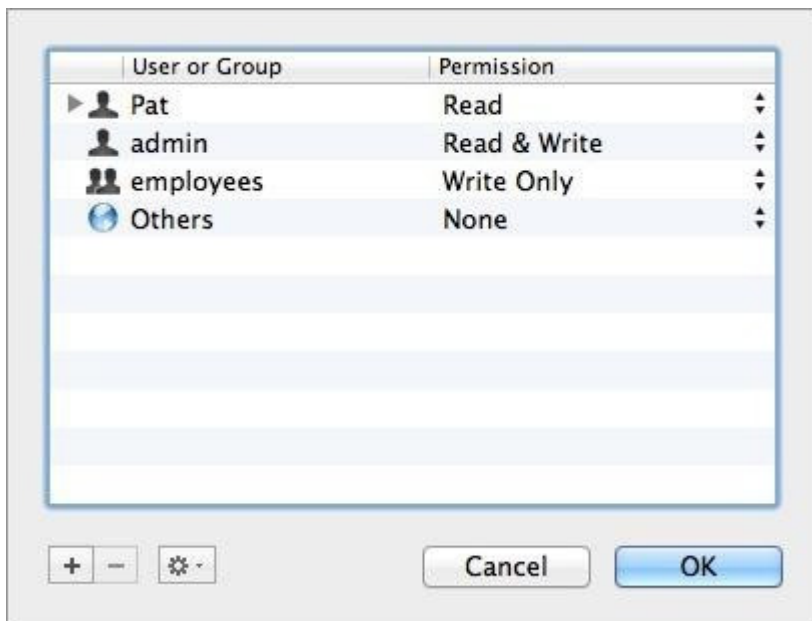 User or Group Permission
Pat Read
admin Read & Write
employees Write Only
Others None
Cancel OK